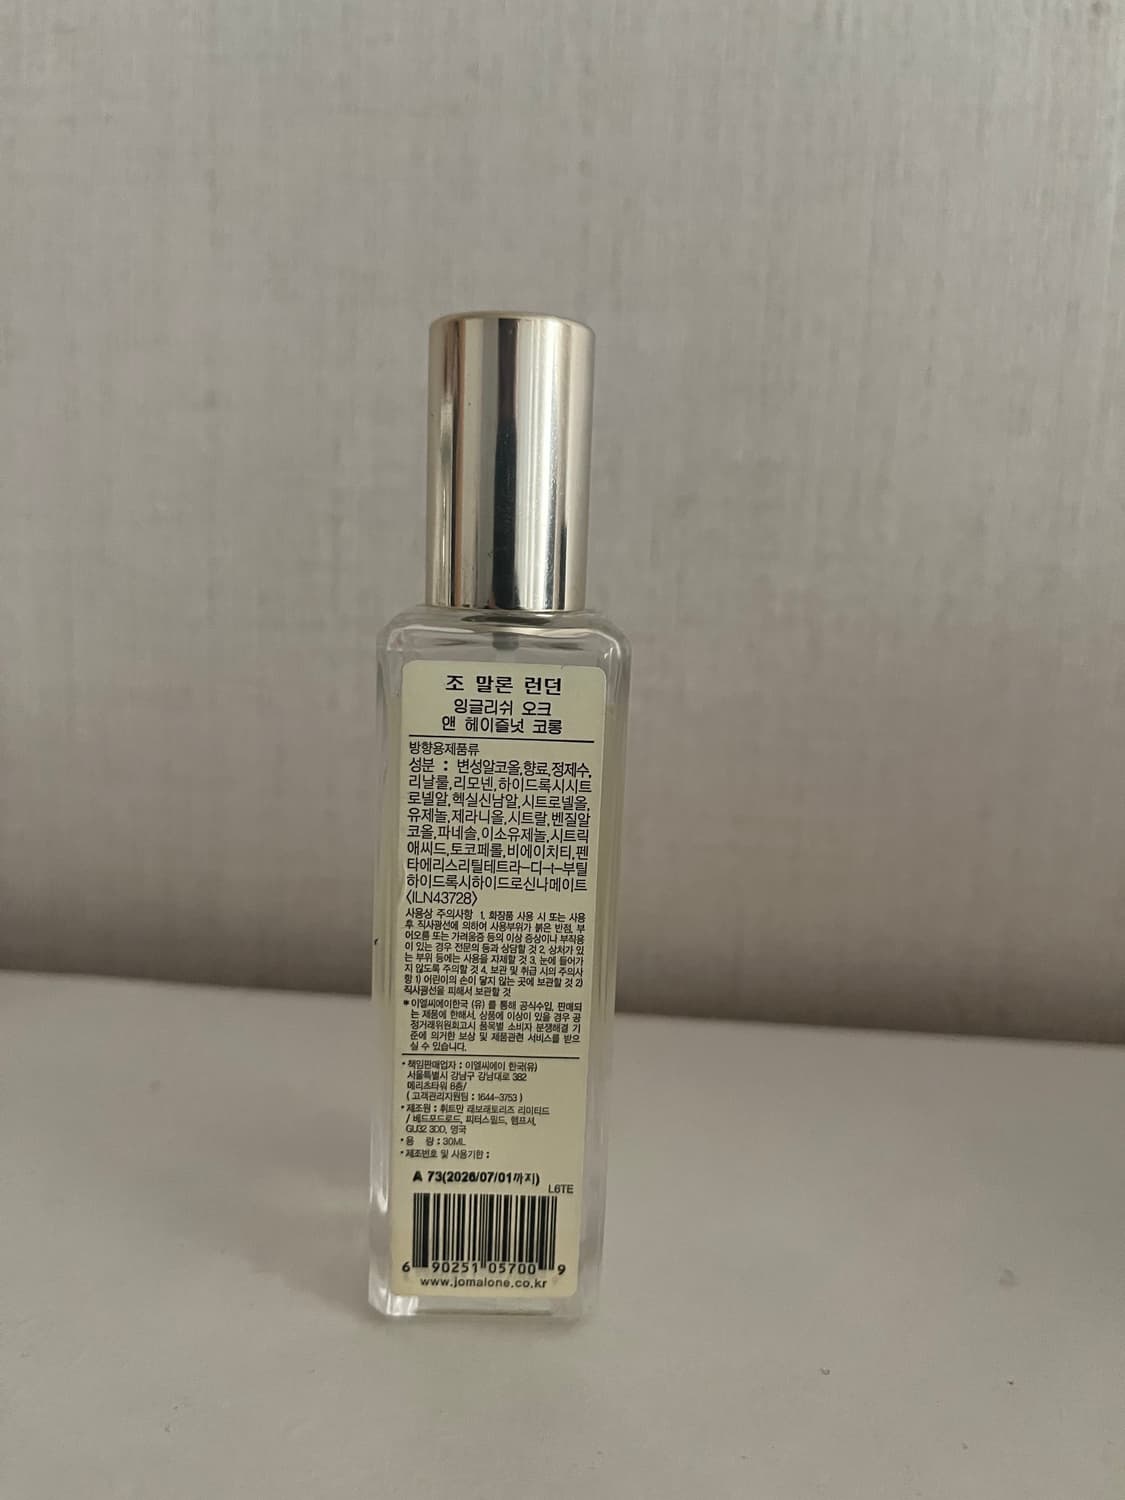 조 말론 런던
잉글리쉬 오크
앤 헤이즐넛 코롱
방향용제품류
성분 : 변성알코올,향료,정제수,
리날룰,리모넨,하이드록시시트
로넬알,헥실신남알,시트로넬올,
유제놀,제라니올,시트랄,벤질알
코올,파네솔,이소유제놀,시트릭
애씨드,토코페롤,비에이치티,펜
타에리스리틸테트라-디-t-부틸
하이드록시하이드로신나메이트
<ILN43728>
사용상 주의사항 1. 화장품 사용 시 또는 사용
후 직사광선에 의하여 사용부위가 붉은 반점, 부
어오름 또는 가려움증 등의 이상 증상이나 부작용
이 있는 경우 전문의 등과 상담할 것 2. 상처가 있
는 부위 등에는 사용을 자제할 것 3. 눈에 들어가
지 않도록 주의할 것 4. 보관 및 취급 시의 주의사
항 1) 어린이의 손이 닿지 않는 곳에 보관할 것 2)
직사광선을 피해서 보관할 것
*이엘씨에이한국 (유) 를 통해 공식수입, 판매되
는 제품에 한해서, 상품에 이상이 있을 경우 공
정거래위원회고시 품목별 소비자 분쟁해결 기
준에 의거한 보상 및 제품관련 서비스를 받으
실 수 있습니다.
• 책임판매업자 : 이엘씨에이 한국(유)
서울특별시 강남구 강남대로 382
메리츠타워 6층/
( 고객관리지원팀 : 1644-3753 )
• 제조원 : 휘트만 래보래토리즈 리미티드
/ 베드포드로드, 피터스필드, 햄프셔,
GU32 3DD, 영국
• 용 량 : 30ML
• 제조번호 및 사용기한 :
A 73(2026/07/01까지)
L6TE
6 90251 05700 9
www.jomalone.co.kr